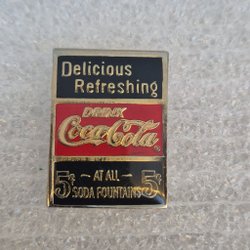 Delicious
Refreshing
DRINK
Coca-Cola
5¢ - AT ALL - 5¢
SODA FOUNTAINS